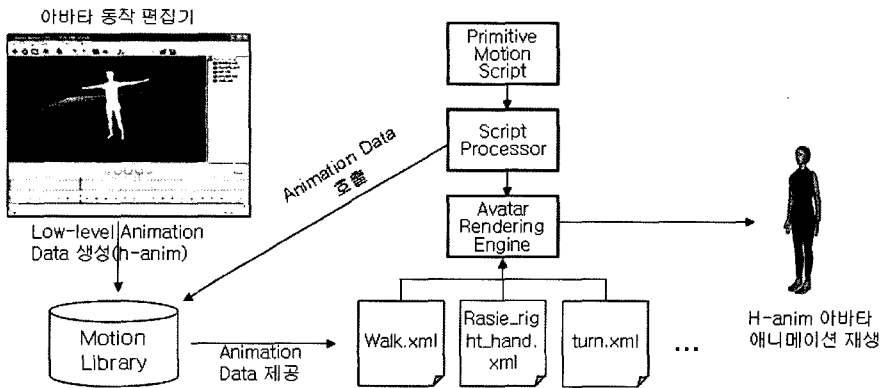 아바타 동작 편집기
Primitive
Motion
Script
Script
Processor
Animation Data
호출
Avatar
Rendering
Engine
Low-level Animation
Data 생성(h-anim)
Motion
Library
Animation
Data 제공
Walk.xml
Rasie_rig
ht_hand.
xml
turn.xml
...
H-anim 아바타
애니메이션 재생